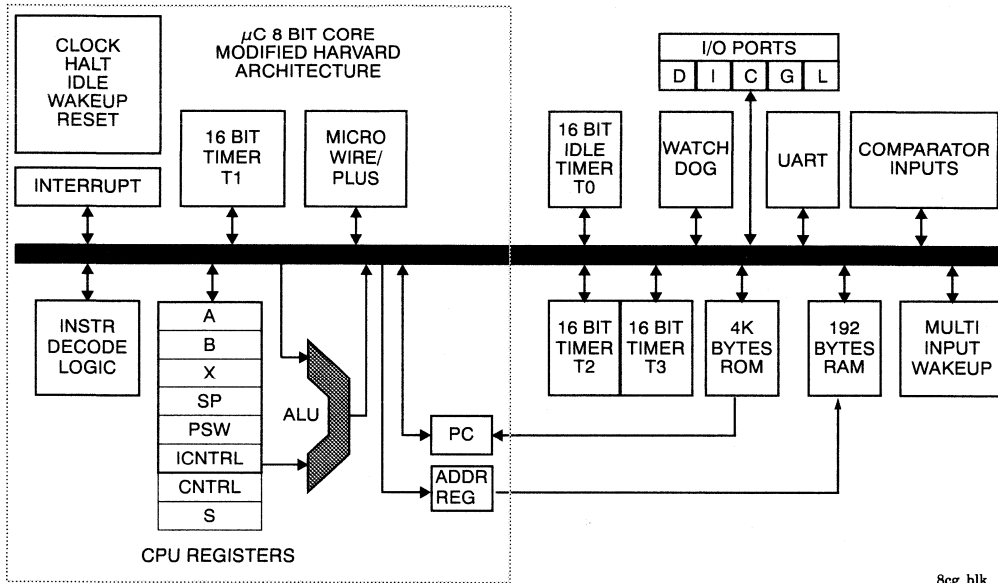 CLOCK
HALT
IDLE
WAKEUP
RESET
μC 8 BIT CORE
MODIFIED HARVARD
ARCHITECTURE
INTERRUPT
16 BIT
TIMER
T1
MICRO
WIRE/
PLUS
I/O PORTS
D I C G L
16 BIT
IDLE
TIMER
T0
WATCH
DOG
UART
COMPARATOR
INPUTS
INSTR
DECODE
LOGIC
A
B
X
SP
PSW
ICNTRL
CNTRL
S
CPU REGISTERS
ALU
PC
ADDR
REG
16 BIT
TIMER
T2
16 BIT
TIMER
T3
4K
BYTES
ROM
192
BYTES
RAM
MULTI
INPUT
WAKEUP
8cg_blk